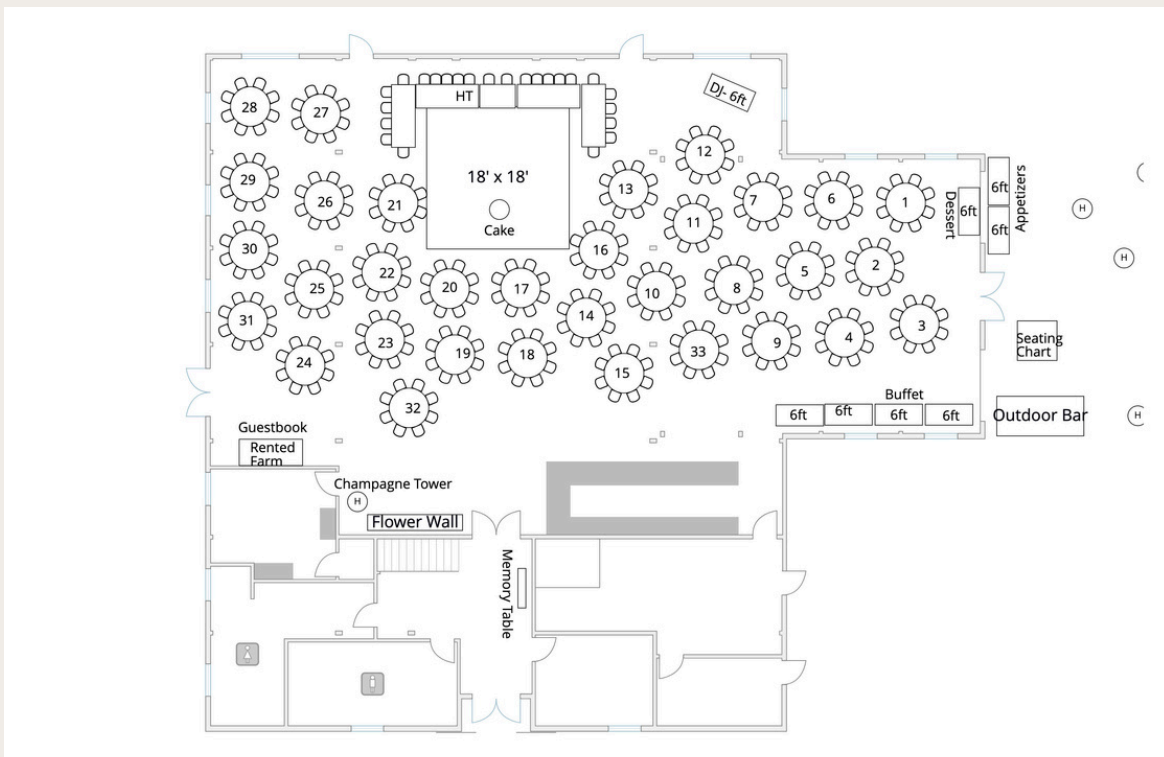 HT
DJ- 6ft
28
27
12
18' x 18'
Cake
29
26
21
13
7
6
1
6ft
6ft
Appetizers
Dessert
6ft
H
11
30
22
16
5
2
H
25
20
17
10
8
31
23
14
3
24
19
18
33
9
4
15
Seating
Chart
32
Buffet
6ft
6ft
6ft
6ft
Outdoor Bar
H
Guestbook
Rented
Farm
Champagne Tower
H
Flower Wall
Memory Table